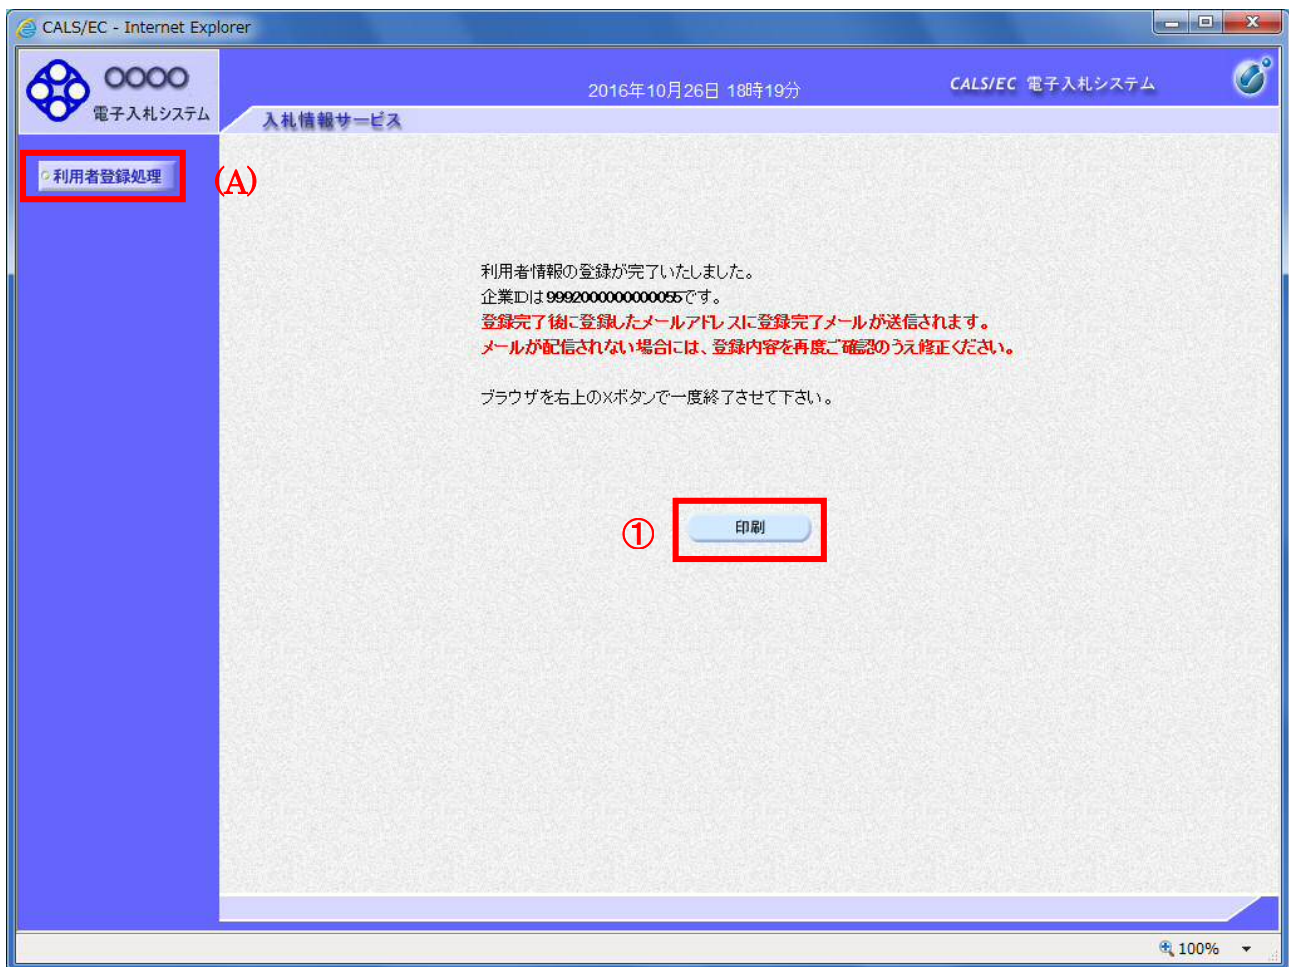 CALS/EC - Internet Explorer
○○○○
電子入札システム
2016年10月26日 18時19分
CALS/EC 電子入札システム
入札情報サービス
利用者登録処理
(A)
利用者情報の登録が完了いたしました。
企業IDは9992000000000055です。
登録完了後に登録したメールアドレスに登録完了メールが送信されます。
メールが配信されない場合には、登録内容を再度ご確認のうえ修正ください。
ブラウザを右上の×ボタンで一度終了させて下さい。
①
印刷
100%